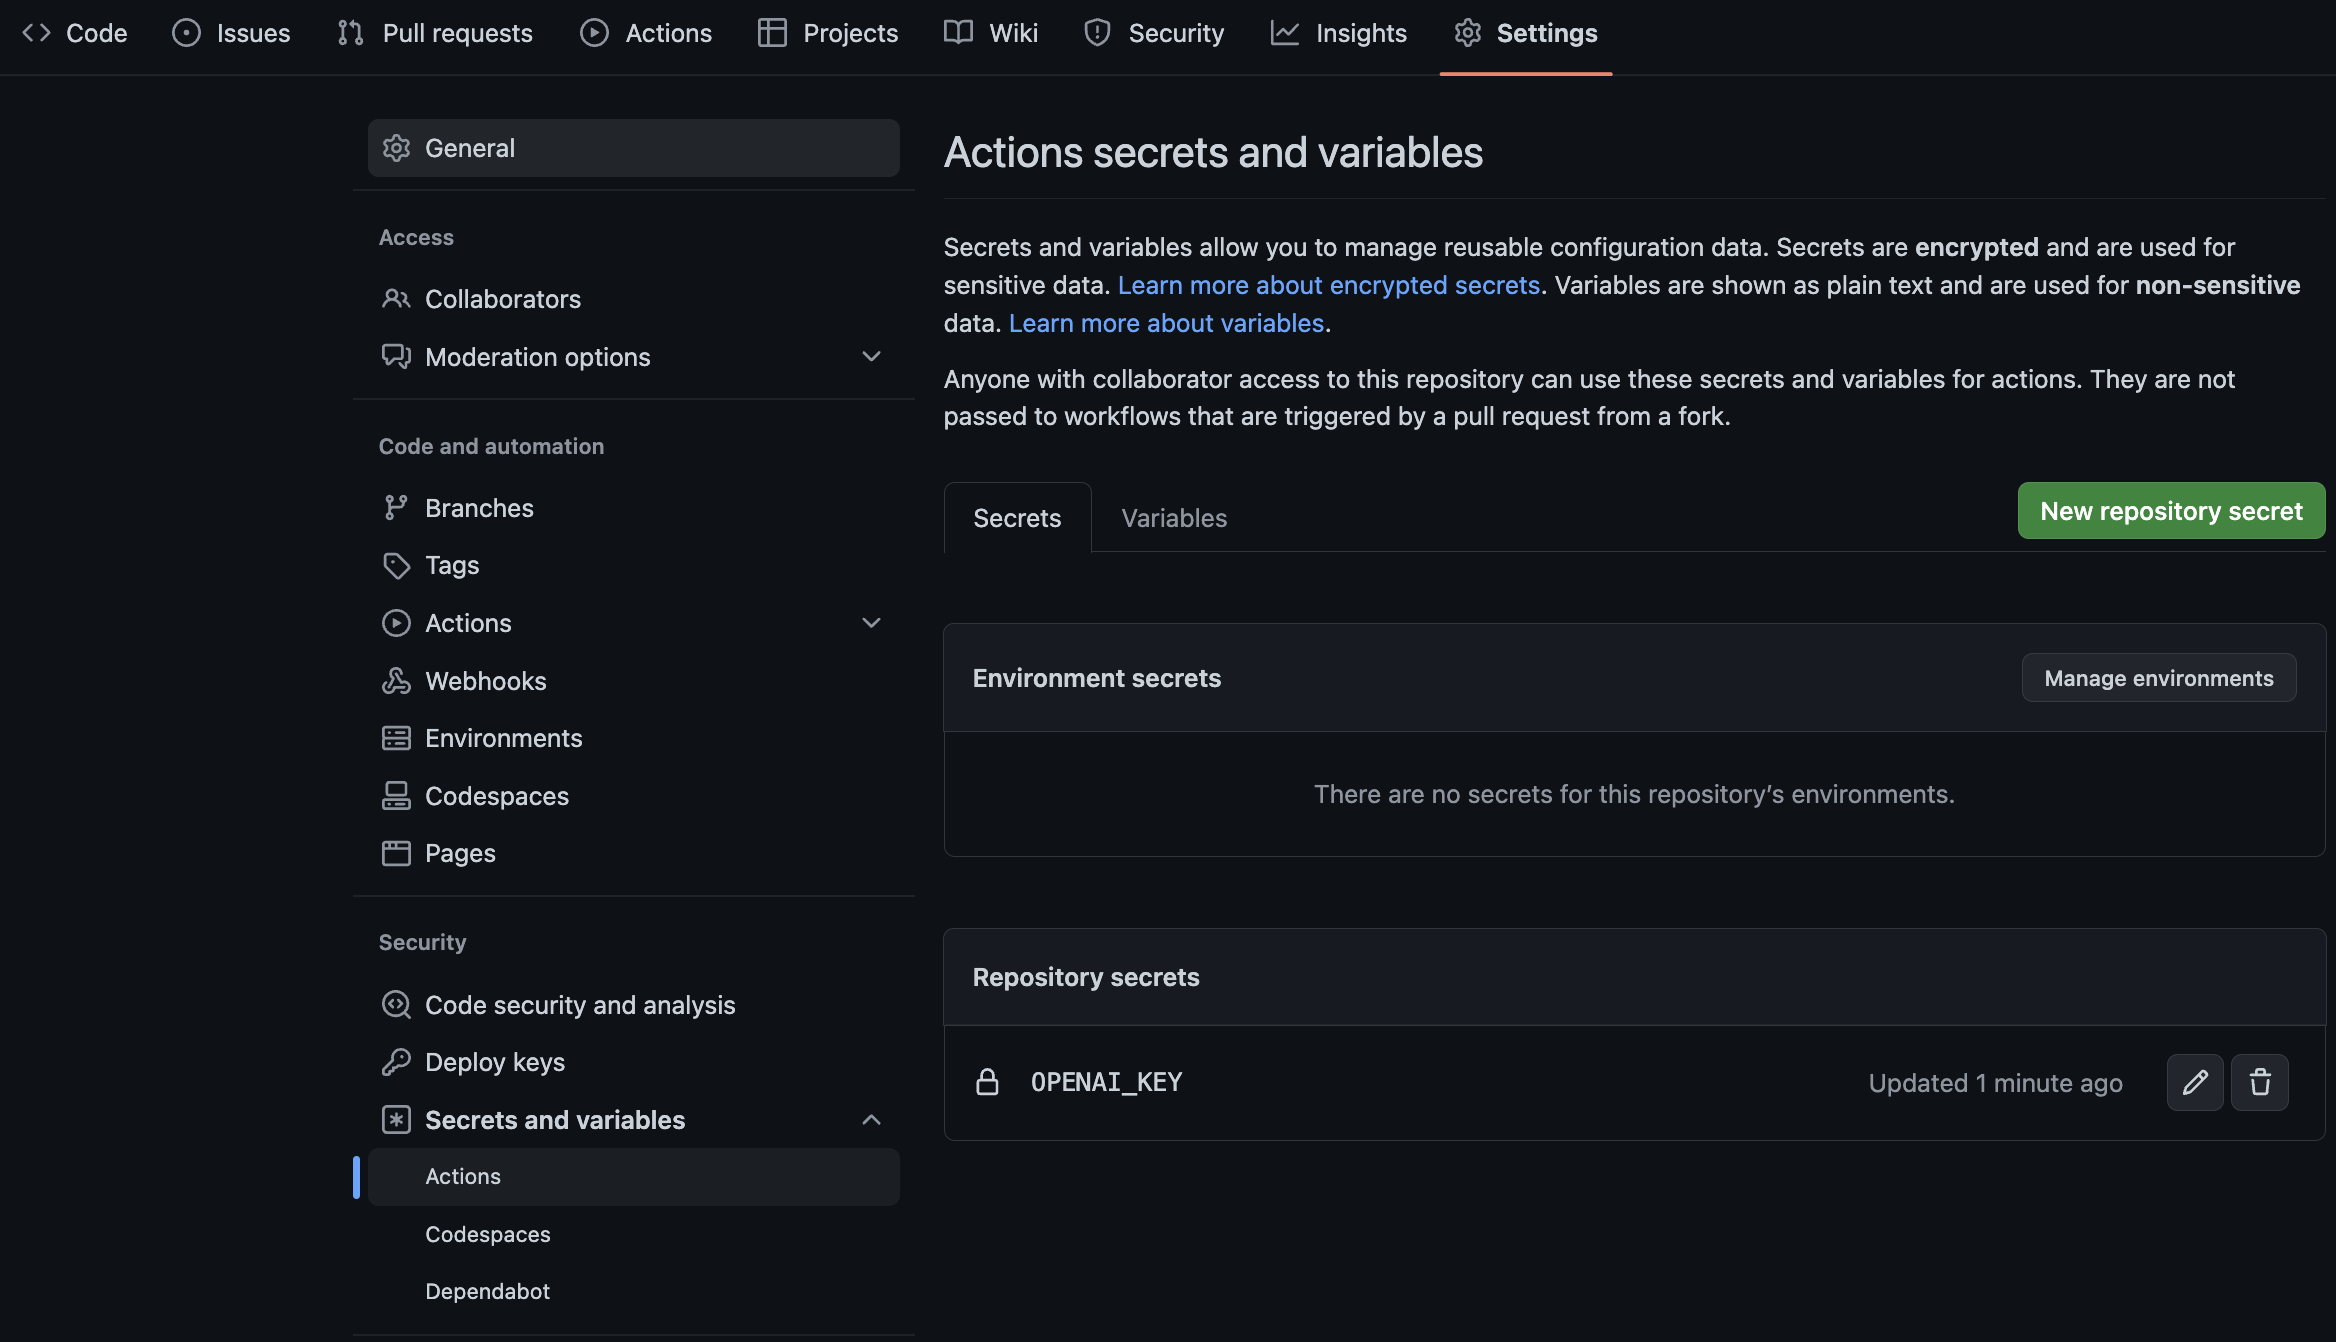 Code Issues Pull requests Actions Projects Wiki Security Insights Settings
General
Access
Collaborators
Moderation options
Code and automation
Branches
Tags
Actions
Webhooks
Environments
Codespaces
Pages
Security
Code security and analysis
Deploy keys
Secrets and variables
Actions
Codespaces
Dependabot
Actions secrets and variables
Secrets and variables allow you to manage reusable configuration data. Secrets are encrypted and are used for
sensitive data. Learn more about encrypted secrets. Variables are shown as plain text and are used for non-sensitive
data. Learn more about variables.
Anyone with collaborator access to this repository can use these secrets and variables for actions. They are not
passed to workflows that are triggered by a pull request from a fork.
Secrets Variables New repository secret
Environment secrets Manage environments
There are no secrets for this repository’s environments.
Repository secrets
OPENAI_KEY Updated 1 minute ago